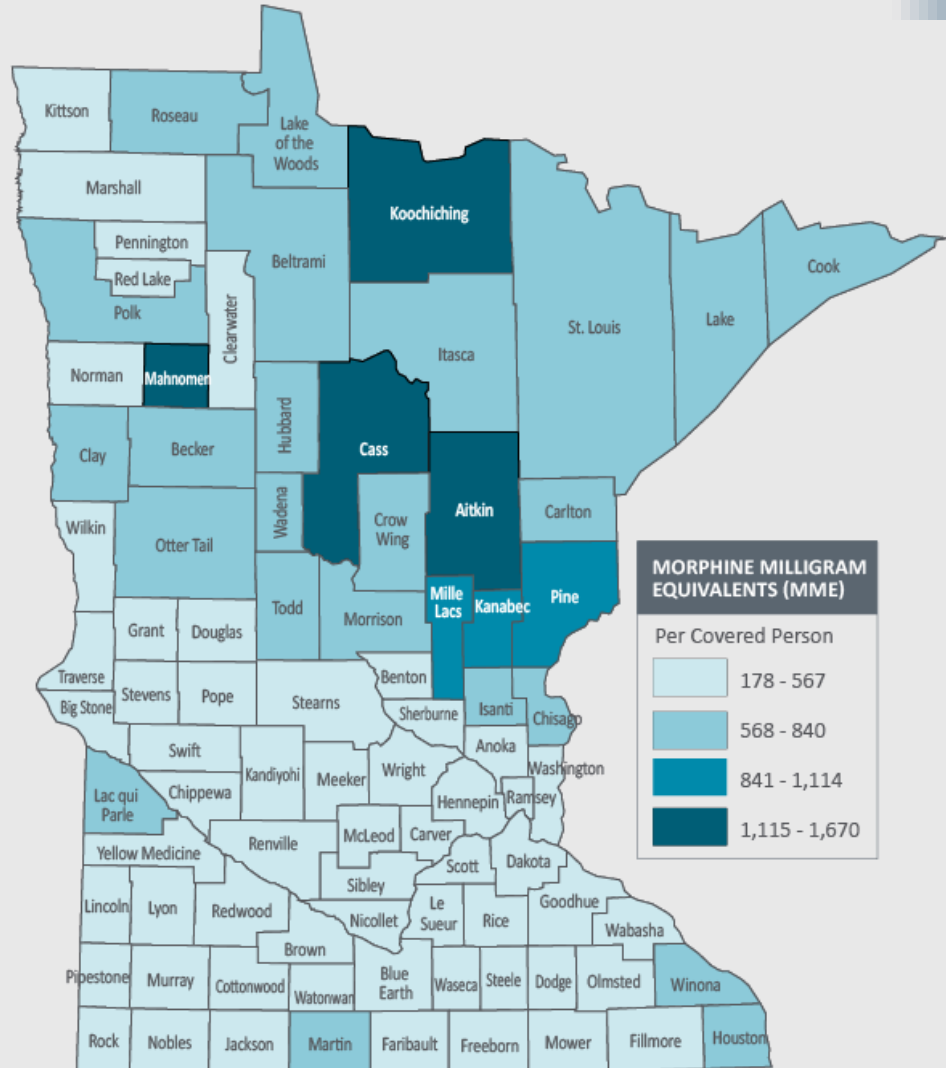 Kittson
Roseau
Lake
of the
Woods
Marshall
Koochiching
Pennington
Red Lake
Polk
Clearwater
Beltrami
Itasca
St. Louis
Lake
Cook
Norman
Mahnomen
Hubbard
Cass
Clay
Becker
Wadena
Crow
Wing
Aitkin
Carlton
Wilkin
Otter Tail
Todd
Morrison
Mille
Lacs
Kanabec
Pine
MORPHINE MILLIGRAM
EQUIVALENTS (MME)
Per Covered Person
178 - 567
568 - 840
841 - 1,114
1,115 - 1,670
Grant
Douglas
Traverse
Big Stone
Stevens
Pope
Stearns
Benton
Sherburne
Isanti
Chisago
Anoka
Washington
Swift
Kandiyohi
Meeker
Wright
Hennepin
Ramsey
Lac qui
Parle
Chippewa
Renville
McLeod
Carver
Scott
Dakota
Yellow Medicine
Sibley
Lincoln
Lyon
Redwood
Nicollet
Le
Sueur
Rice
Goodhue
Wabasha
Brown
Pipestone
Murray
Cottonwood
Watonwan
Blue
Earth
Waseca
Steele
Dodge
Olmsted
Winona
Rock
Nobles
Jackson
Martin
Faribault
Freeborn
Mower
Fillmore
Houston